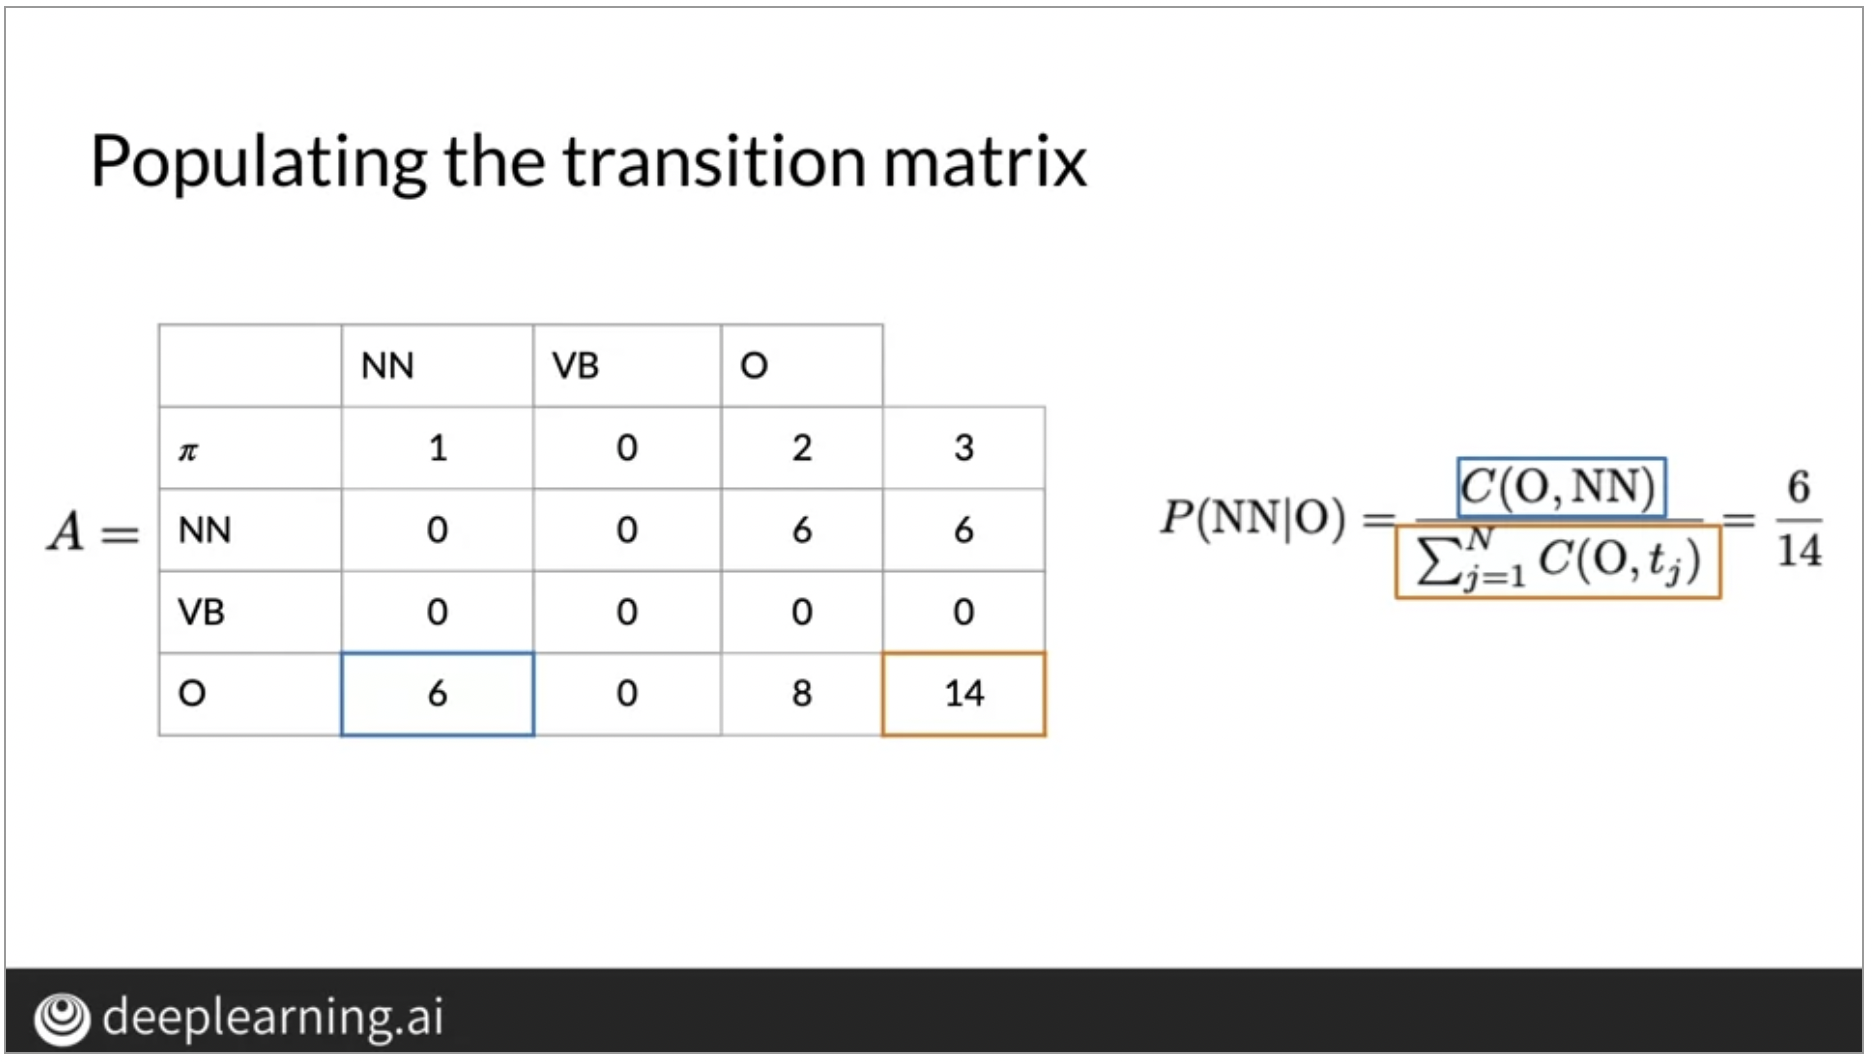 Populating the transition matrix
NN VB O
π 1 0 2 3
A = NN 0 0 6 6
VB 0 0 0 0
O 6 0 8 14
P(NN|O) = C(O, NN) / ∑_{j=1}^{N} C(O, t_j) = 6/14
deeplearning.ai